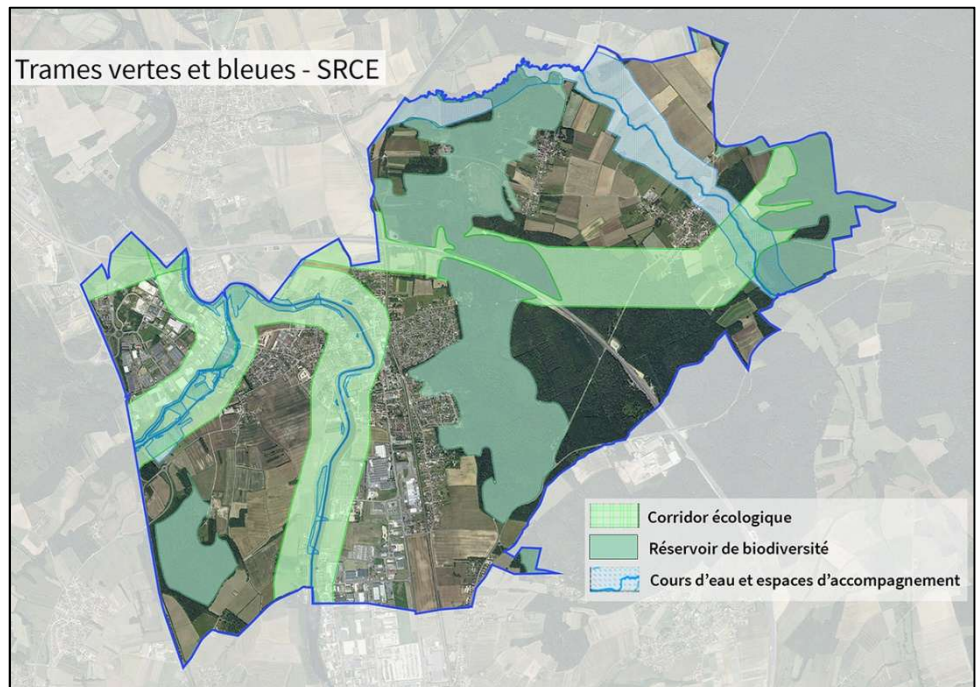 Trames vertes et bleues - SRCE
Corridor écologique
Réservoir de biodiversité
Cours d'eau et espaces d'accompagnement